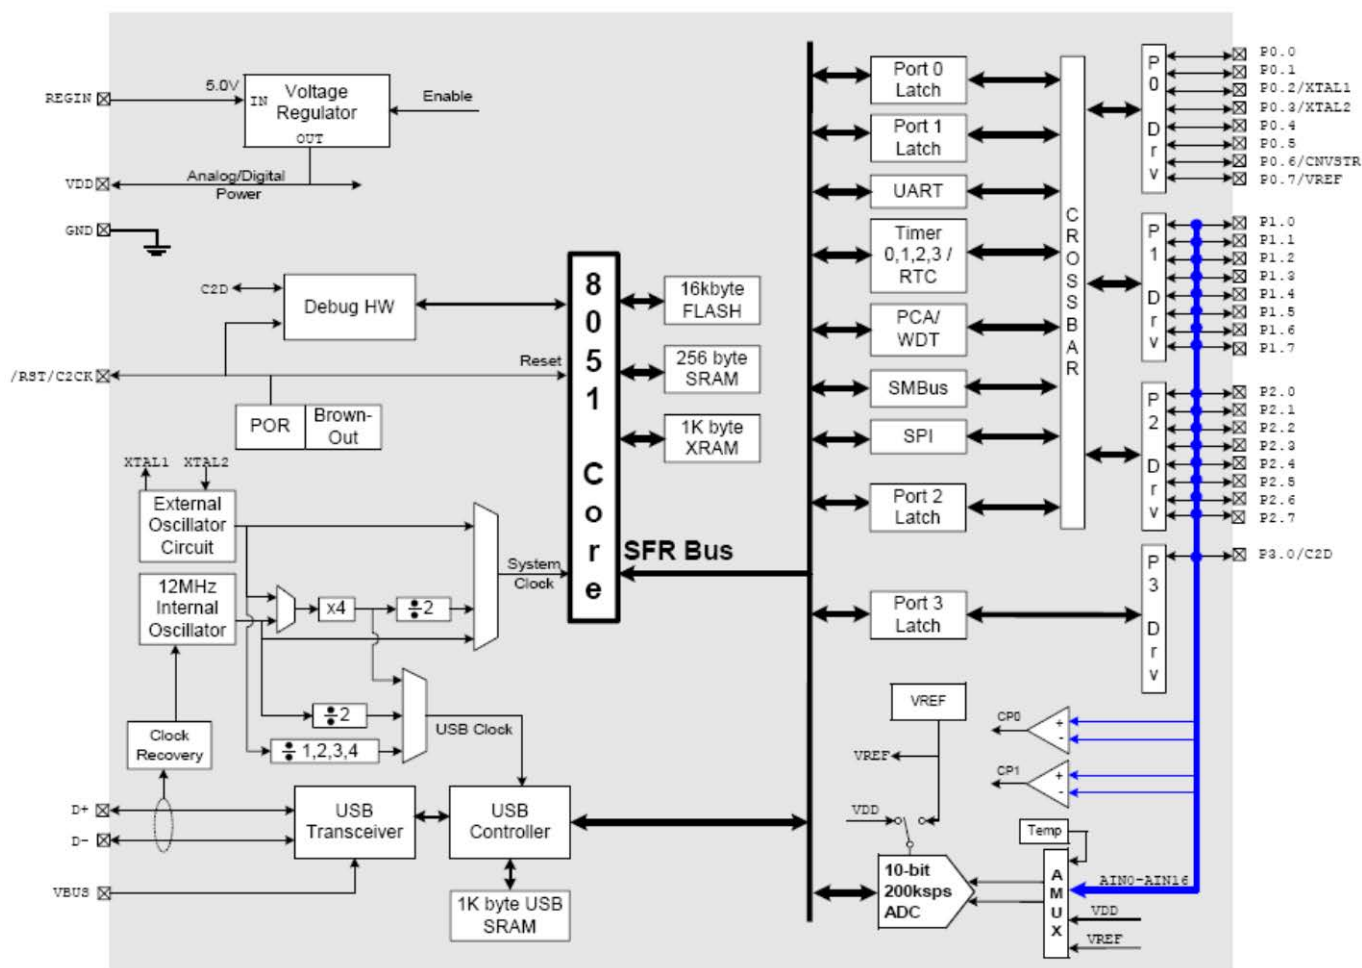 REGIN
5.0V
IN
Voltage
Regulator
OUT
Enable
VDD
Analog/Digital
Power
GND
C2D
Debug HW
/RST/C2CK
Reset
POR
Brown-
Out
XTAL1
XTAL2
External
Oscillator
Circuit
12MHz
Internal
Oscillator
x4
÷2
System
Clock
÷2
÷ 1,2,3,4
USB Clock
Clock
Recovery
D+
D-
VBUS
USB
Transceiver
USB
Controller
1K byte USB
SRAM
8051 Core
16kbyte
FLASH
256 byte
SRAM
1K byte
XRAM
SFR Bus
Port 0
Latch
Port 1
Latch
UART
Timer
0,1,2,3 /
RTC
PCA/
WDT
SMBus
SPI
Port 2
Latch
Port 3
Latch
CROSSBAR
P0 Drv
P1 Drv
P2 Drv
P3 Drv
P0.0
P0.1
P0.2/XTAL1
P0.3/XTAL2
P0.4
P0.5
P0.6/CNVSTR
P0.7/VREF
P1.0
P1.1
P1.2
P1.3
P1.4
P1.5
P1.6
P1.7
P2.0
P2.1
P2.2
P2.3
P2.4
P2.5
P2.6
P2.7
P3.0/C2D
VREF
VREF
VDD
CP0
+
-
CP1
+
-
Temp
10-bit
200ksps
ADC
AMUX
AIN0-AIN16
VDD
VREF